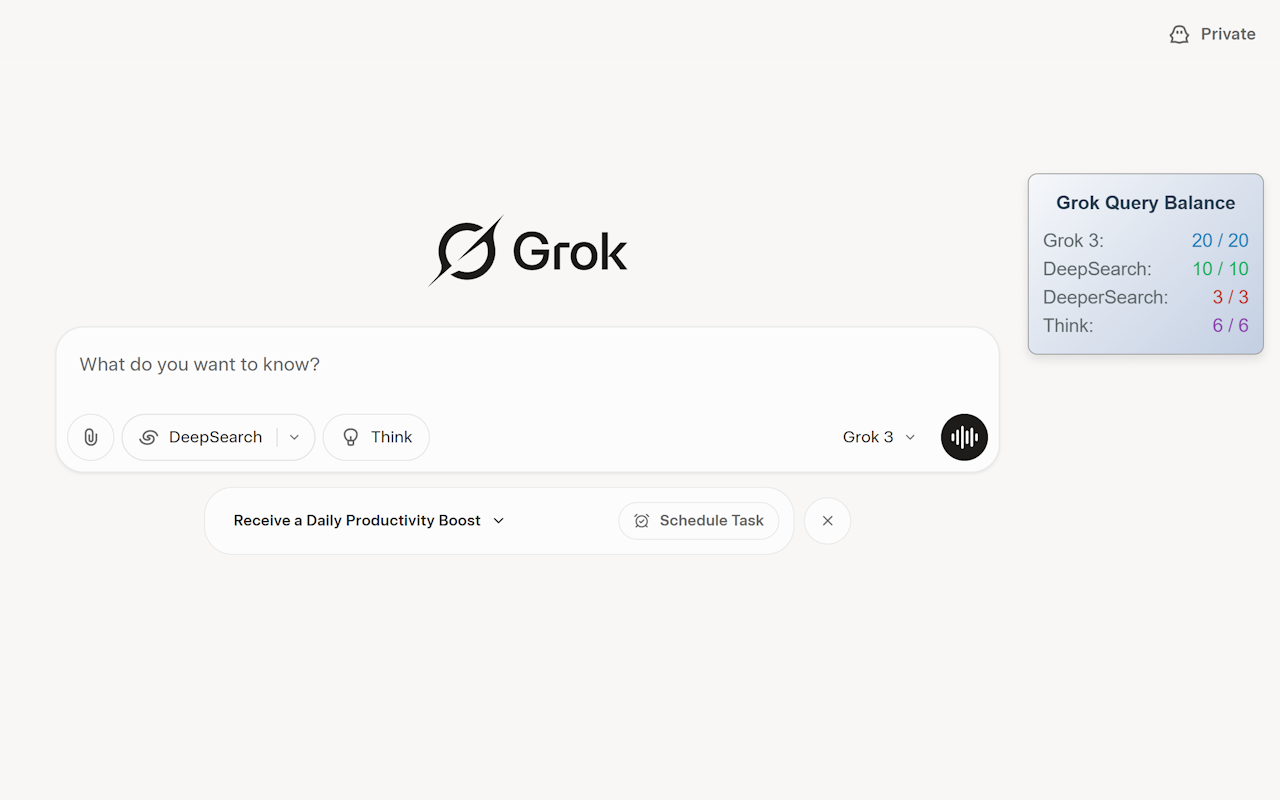 Private
Grok
Grok Query Balance
Grok 3: 20 / 20
DeepSearch: 10 / 10
DeeperSearch: 3 / 3
Think: 6 / 6
What do you want to know?
DeepSearch Think Grok 3
Receive a Daily Productivity Boost Schedule Task